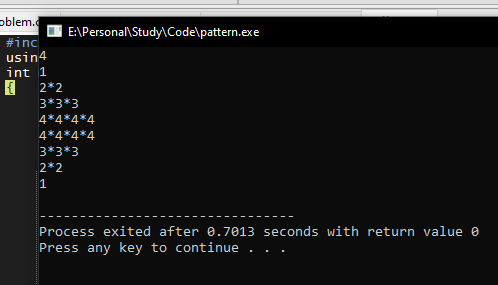 oblem.c
E:\Personal\Study\Code\pattern.exe
#inc
usin
int
{
4
1
2*2
3*3*3
4*4*4*4
4*4*4*4
3*3*3
2*2
1
--------------------------------
Process exited after 0.7013 seconds with return value 0
Press any key to continue . . .